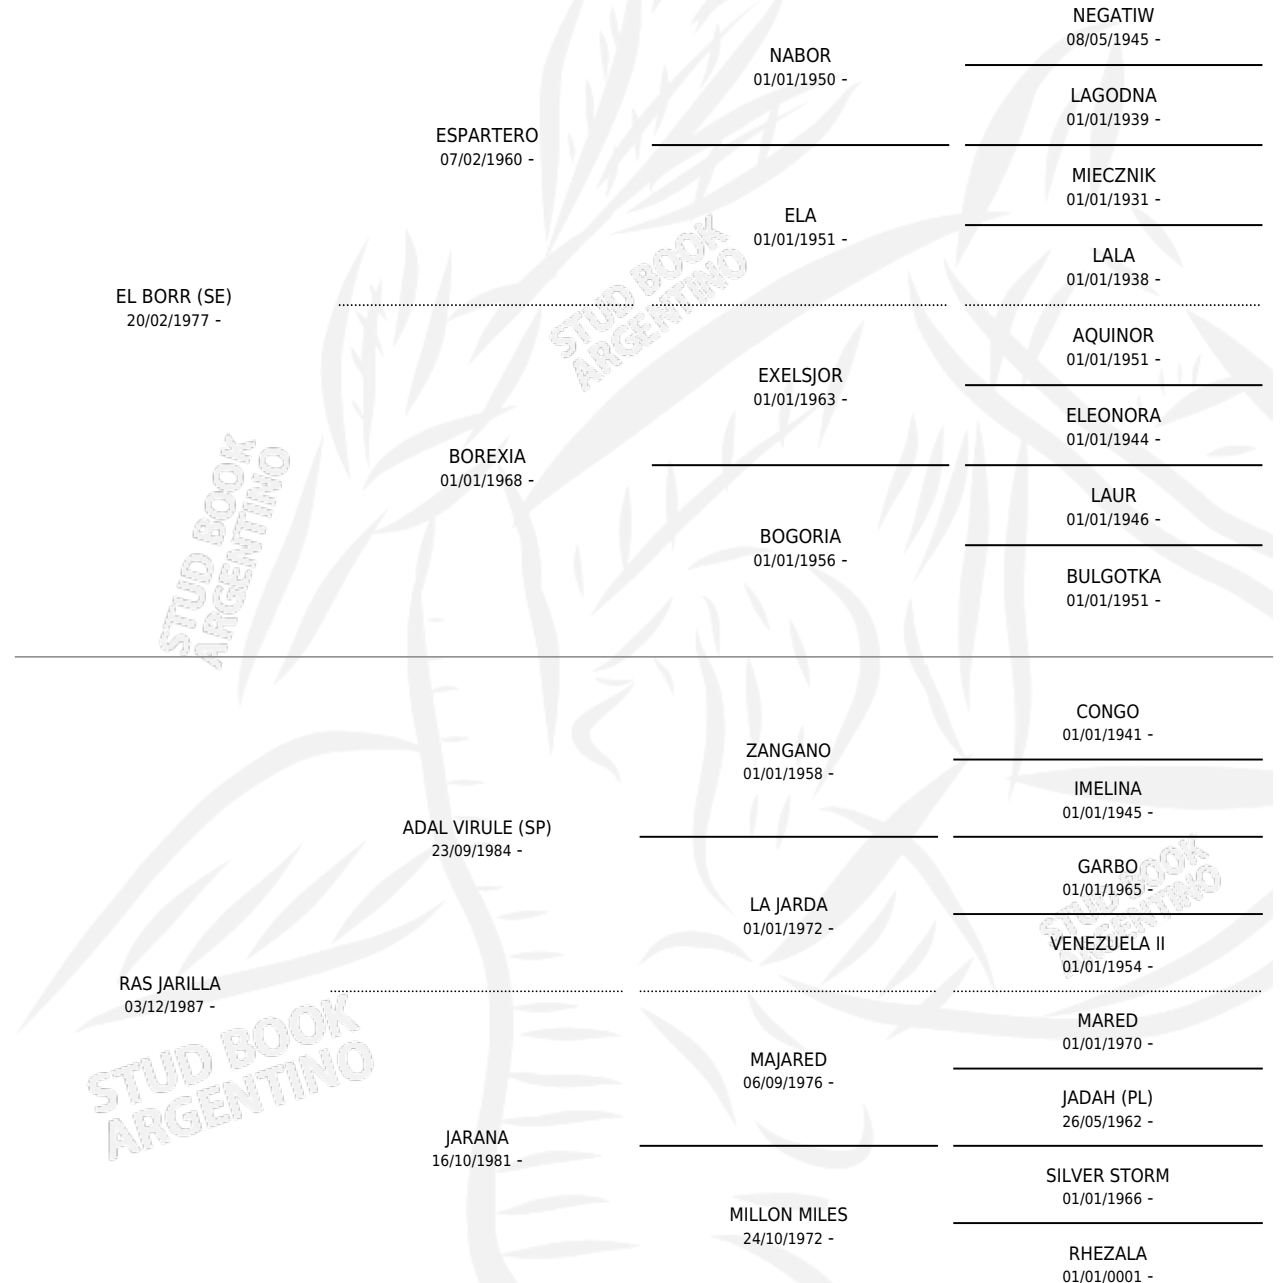 NEGATIW
08/05/1945 -
NABOR
01/01/1950 -
LAGODNA
01/01/1939 -
ESPARTERO
07/02/1960 -
MIECZNIK
01/01/1931 -
ELA
01/01/1951 -
LALA
01/01/1938 -
EL BORR (SE)
20/02/1977 -
AQUINOR
01/01/1951 -
EXELSJOR
01/01/1963 -
ELEONORA
01/01/1944 -
BOREXIA
01/01/1968 -
LAUR
01/01/1946 -
BOGORIA
01/01/1956 -
BULGOTKA
01/01/1951 -
STUD BOOK
ARGENTINO
STUD BOOK
ARGENTINO
CONGO
01/01/1941 -
ZANGANO
01/01/1958 -
IMELINA
01/01/1945 -
ADAL VIRULE (SP)
23/09/1984 -
GARBO
01/01/1965 -
LA JARDA
01/01/1972 -
VENEZUELA II
01/01/1954 -
RAS JARILLA
03/12/1987 -
MARED
01/01/1970 -
MAJARED
06/09/1976 -
JADAH (PL)
26/05/1962 -
JARANA
16/10/1981 -
SILVER STORM
01/01/1966 -
MILLON MILES
24/10/1972 -
RHEZALA
01/01/0001 -
STUD BOOK
ARGENTINO
STUD BOOK
ARGENTINO